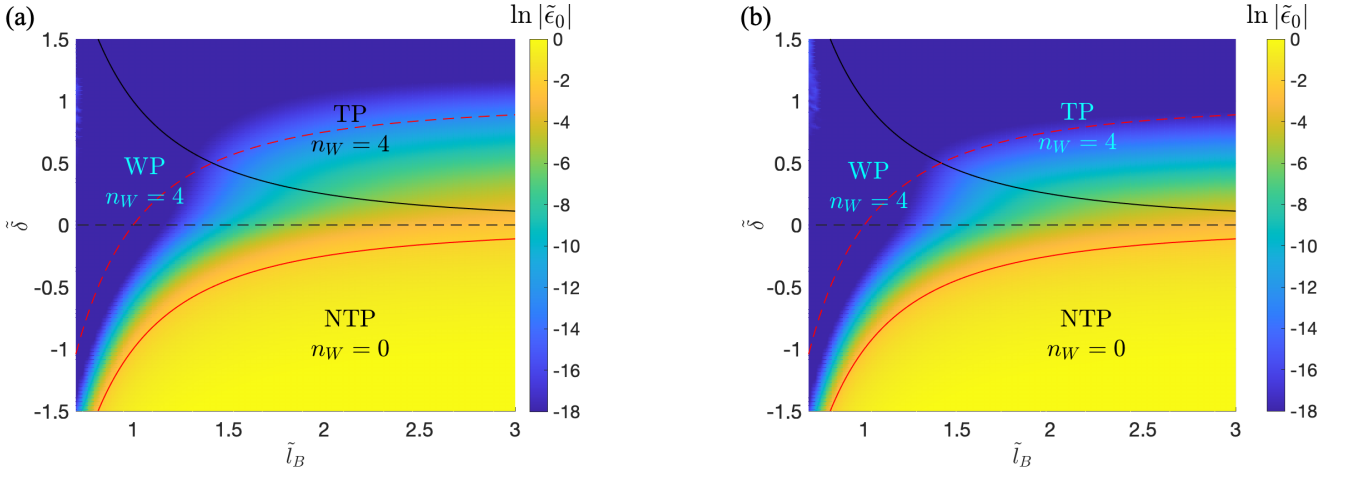 (a)
ln |ϵ̃₀|
1.5
1
0.5
0
-0.5
-1
-1.5
δ̃
WP
n_W = 4
TP
n_W = 4
NTP
n_W = 0
1
1.5
2
2.5
3
l̃_B
0
-2
-4
-6
-8
-10
-12
-14
-16
-18
(b)
ln |ϵ̃₀|
1.5
1
0.5
0
-0.5
-1
-1.5
δ̃
WP
n_W = 4
TP
n_W = 4
NTP
n_W = 0
1
1.5
2
2.5
3
l̃_B
0
-2
-4
-6
-8
-10
-12
-14
-16
-18